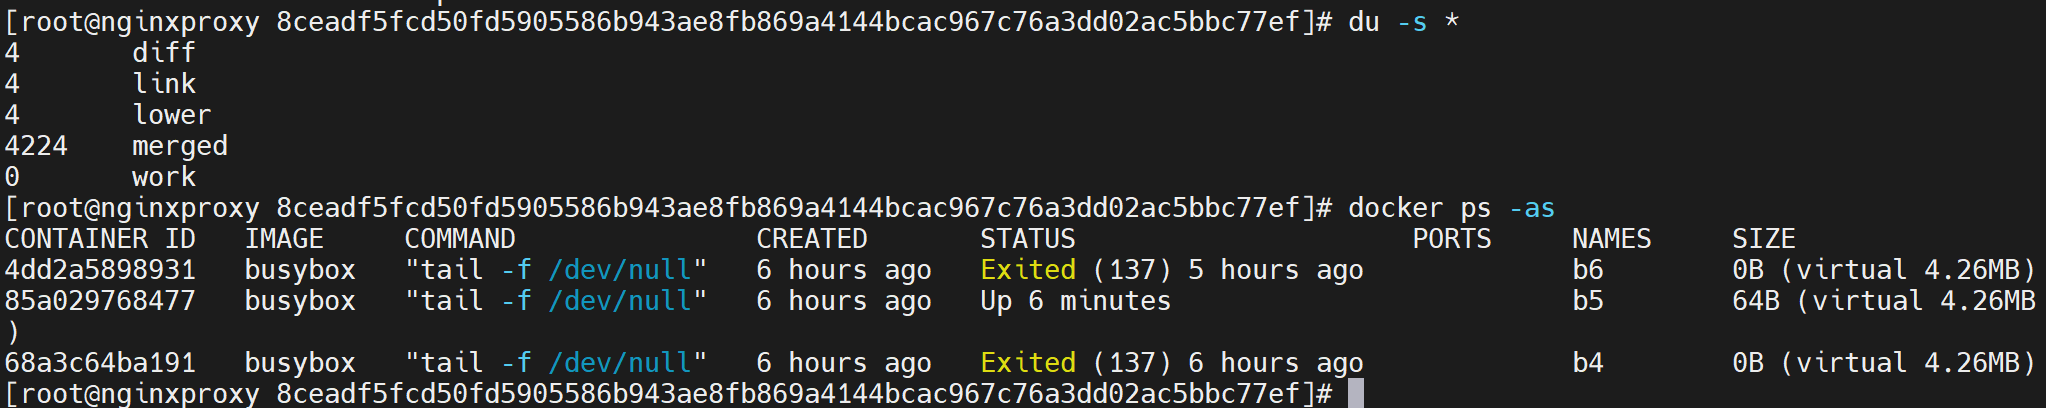 [root@nginxproxy 8ceadf5fcd50fd5905586b943ae8fb869a4144bcac967c76a3dd02ac5bbc77ef]# du -s *
4       diff
4       link
4       lower
4224    merged
0       work
[root@nginxproxy 8ceadf5fcd50fd5905586b943ae8fb869a4144bcac967c76a3dd02ac5bbc77ef]# docker ps -as
CONTAINER ID   IMAGE     COMMAND               CREATED       STATUS                     PORTS     NAMES     SIZE
4dd2a5898931   busybox   "tail -f /dev/null"   6 hours ago   Exited (137) 5 hours ago             b6        0B (virtual 4.26MB)
85a029768477   busybox   "tail -f /dev/null"   6 hours ago   Up 6 minutes                         b5        64B (virtual 4.26MB
)
68a3c64ba191   busybox   "tail -f /dev/null"   6 hours ago   Exited (137) 6 hours ago             b4        0B (virtual 4.26MB)
[root@nginxproxy 8ceadf5fcd50fd5905586b943ae8fb869a4144bcac967c76a3dd02ac5bbc77ef]#